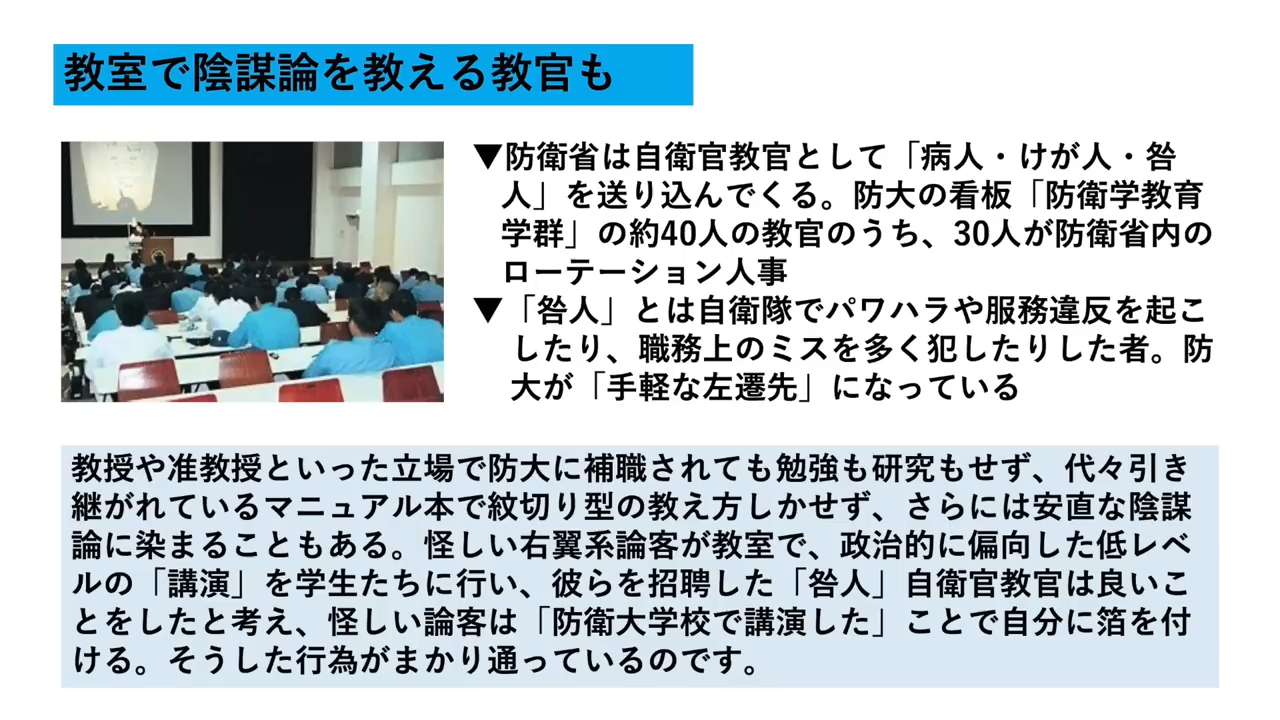 教室で陰謀論を教える教官も
▼防衛省は自衛官教官として「病人・けが人・咎
人」を送り込んでくる。防大の看板「防衛学教育
学群」の約40人の教官のうち、30人が防衛省内の
ローテーション人事
▼「咎人」とは自衛隊でパワハラや服務違反を起こ
したり、職務上のミスを多く犯したりした者。防
大が「手軽な左遷先」になっている
教授や准教授といった立場で防大に補職されても勉強も研究もせず、代々引き
継がれているマニュアル本で紋切り型の教え方しかせず、さらには安直な陰謀
論に染まることもある。怪しい右翼系論客が教室で、政治的に偏向した低レベ
ルの「講演」を学生たちに行い、彼らを招聘した「咎人」自衛官教官は良いこ
とをしたと考え、怪しい論客は「防衛大学校で講演した」ことで自分に箔を付
ける。そうした行為がまかり通っているのです。